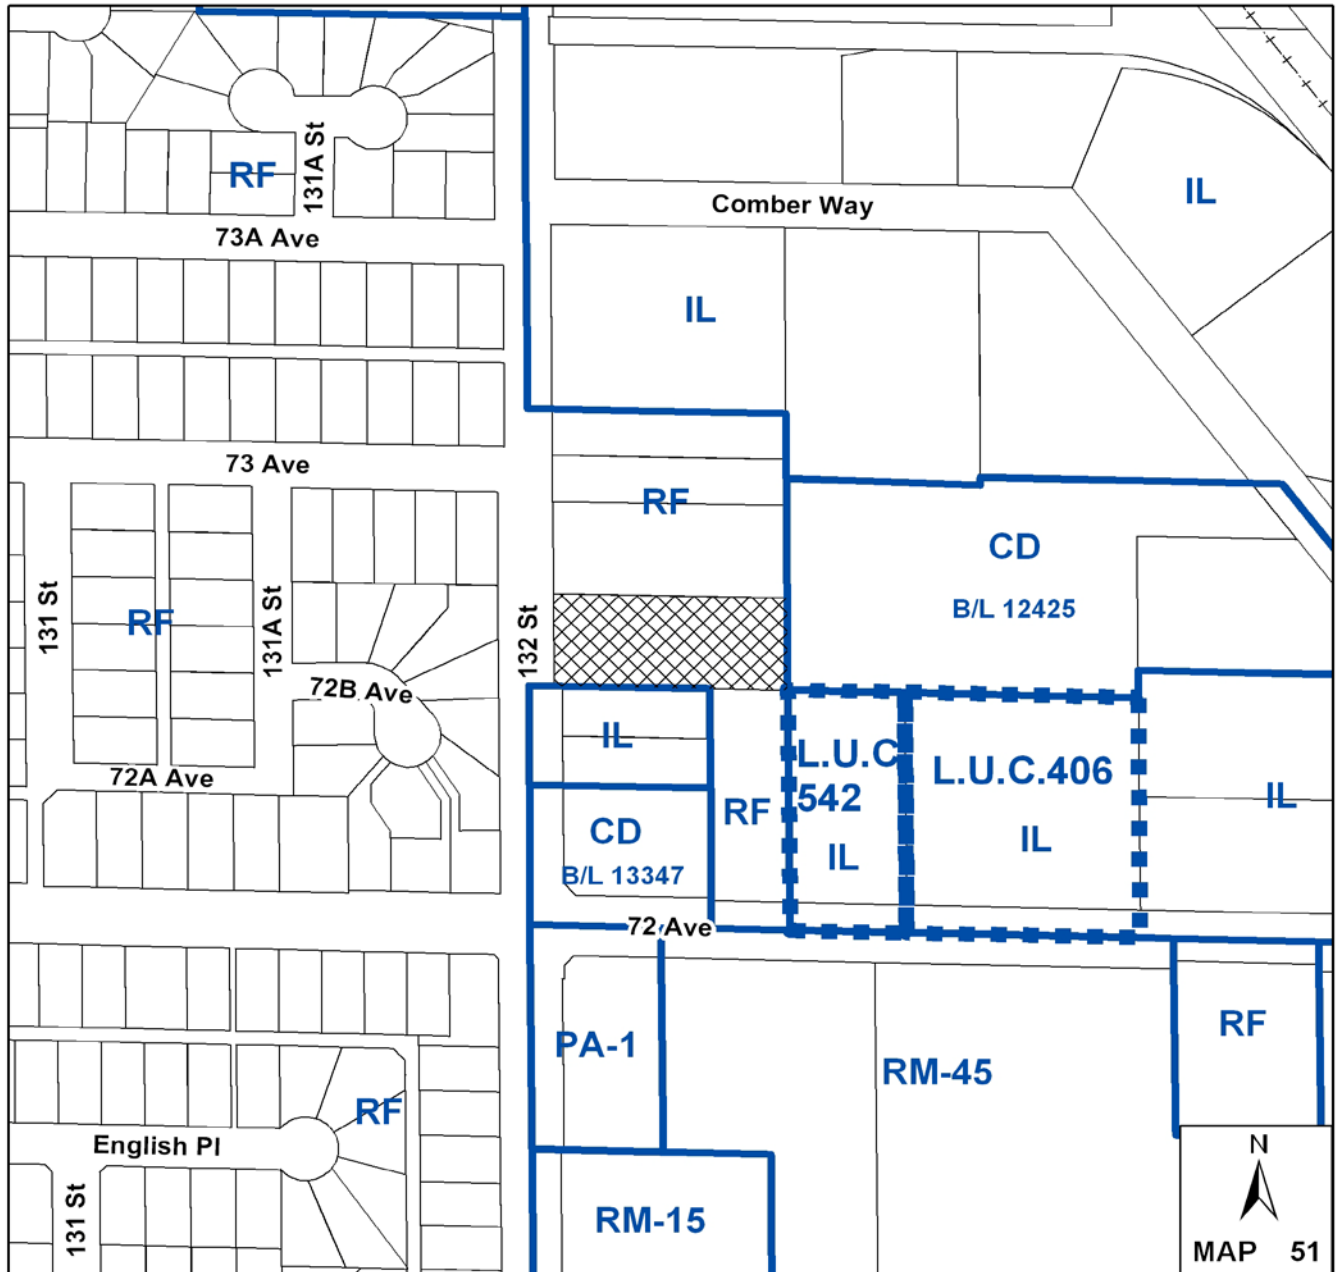 131A St
RF
IL
Comber Way
73A Ave
IL
73 Ave
RF
CD
B/L 12425
131 St
RF
131A St
132 St
72B Ave
IL
L.U.C
542
IL
L.U.C.406
IL
IL
72A Ave
RF
CD
B/L 13347
72 Ave
PA-1
RM-45
RF
RF
English Pl
131 St
RM-15
N
MAP 51